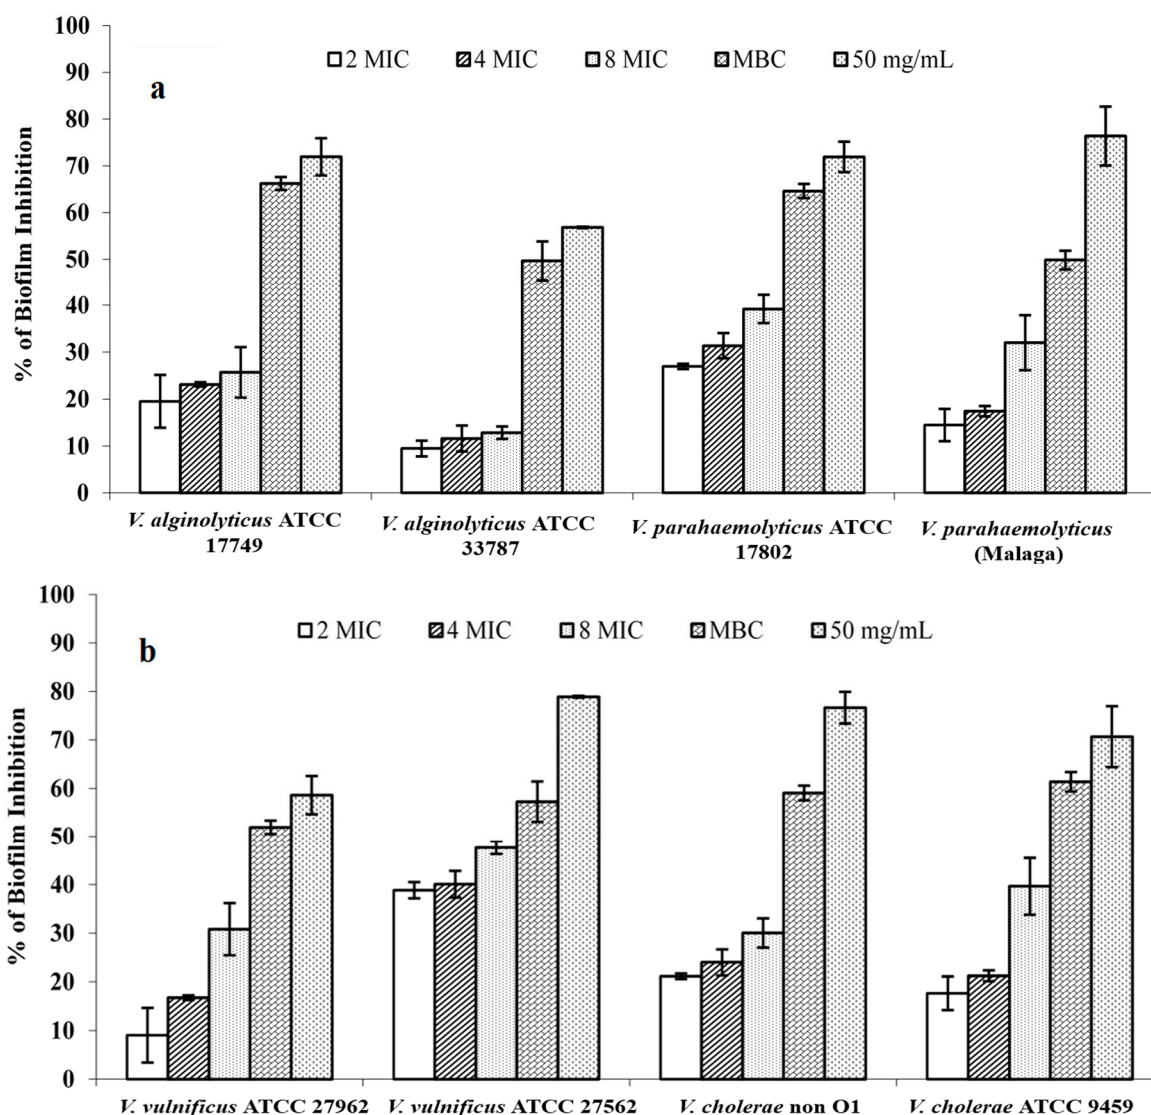 100
90
80
70
60
50
40
30
20
10
0
% of Biofilm Inhibition
a
2 MIC 4 MIC 8 MIC MBC 50 mg/mL
V. alginolyticus ATCC
17749
V. alginolyticus ATCC
33787
V. parahaemolyticus ATCC
17802
V. parahaemolyticus
(Malaga)
100
90
80
70
60
50
40
30
20
10
0
% of Biofilm Inhibition
b
2 MIC 4 MIC 8 MIC MBC 50 mg/mL
V. vulnificus ATCC 27962 V. vulnificus ATCC 27562 V. cholerae non O1 V. cholerae ATCC 9459